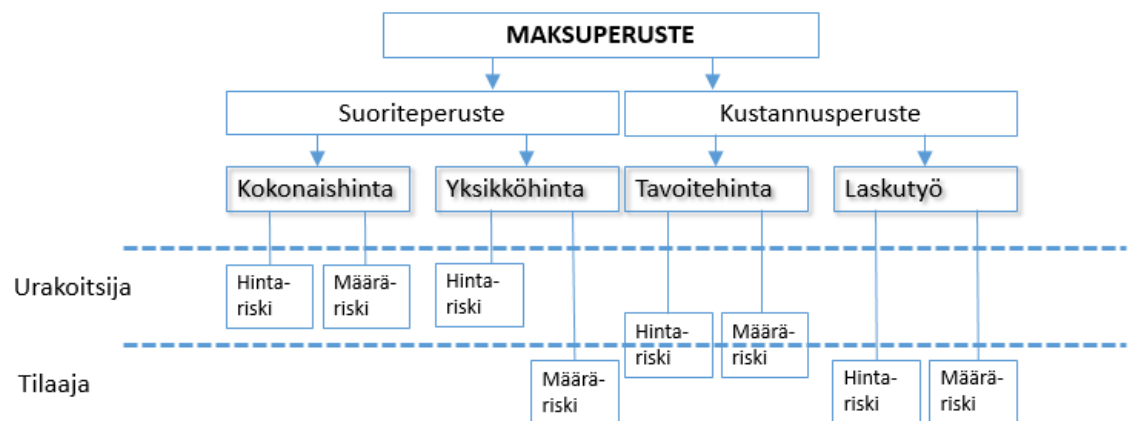 MAKSUPERUSTE
Suoriteperuste
Kustannusperuste
Kokonaishinta
Yksikköhinta
Tavoitehinta
Laskutyö
Urakoitsija
Hinta-
riski
Määrä-
riski
Hinta-
riski
Hinta-
riski
Määrä-
riski
Tilaaja
Määrä-
riski
Hinta-
riski
Määrä-
riski